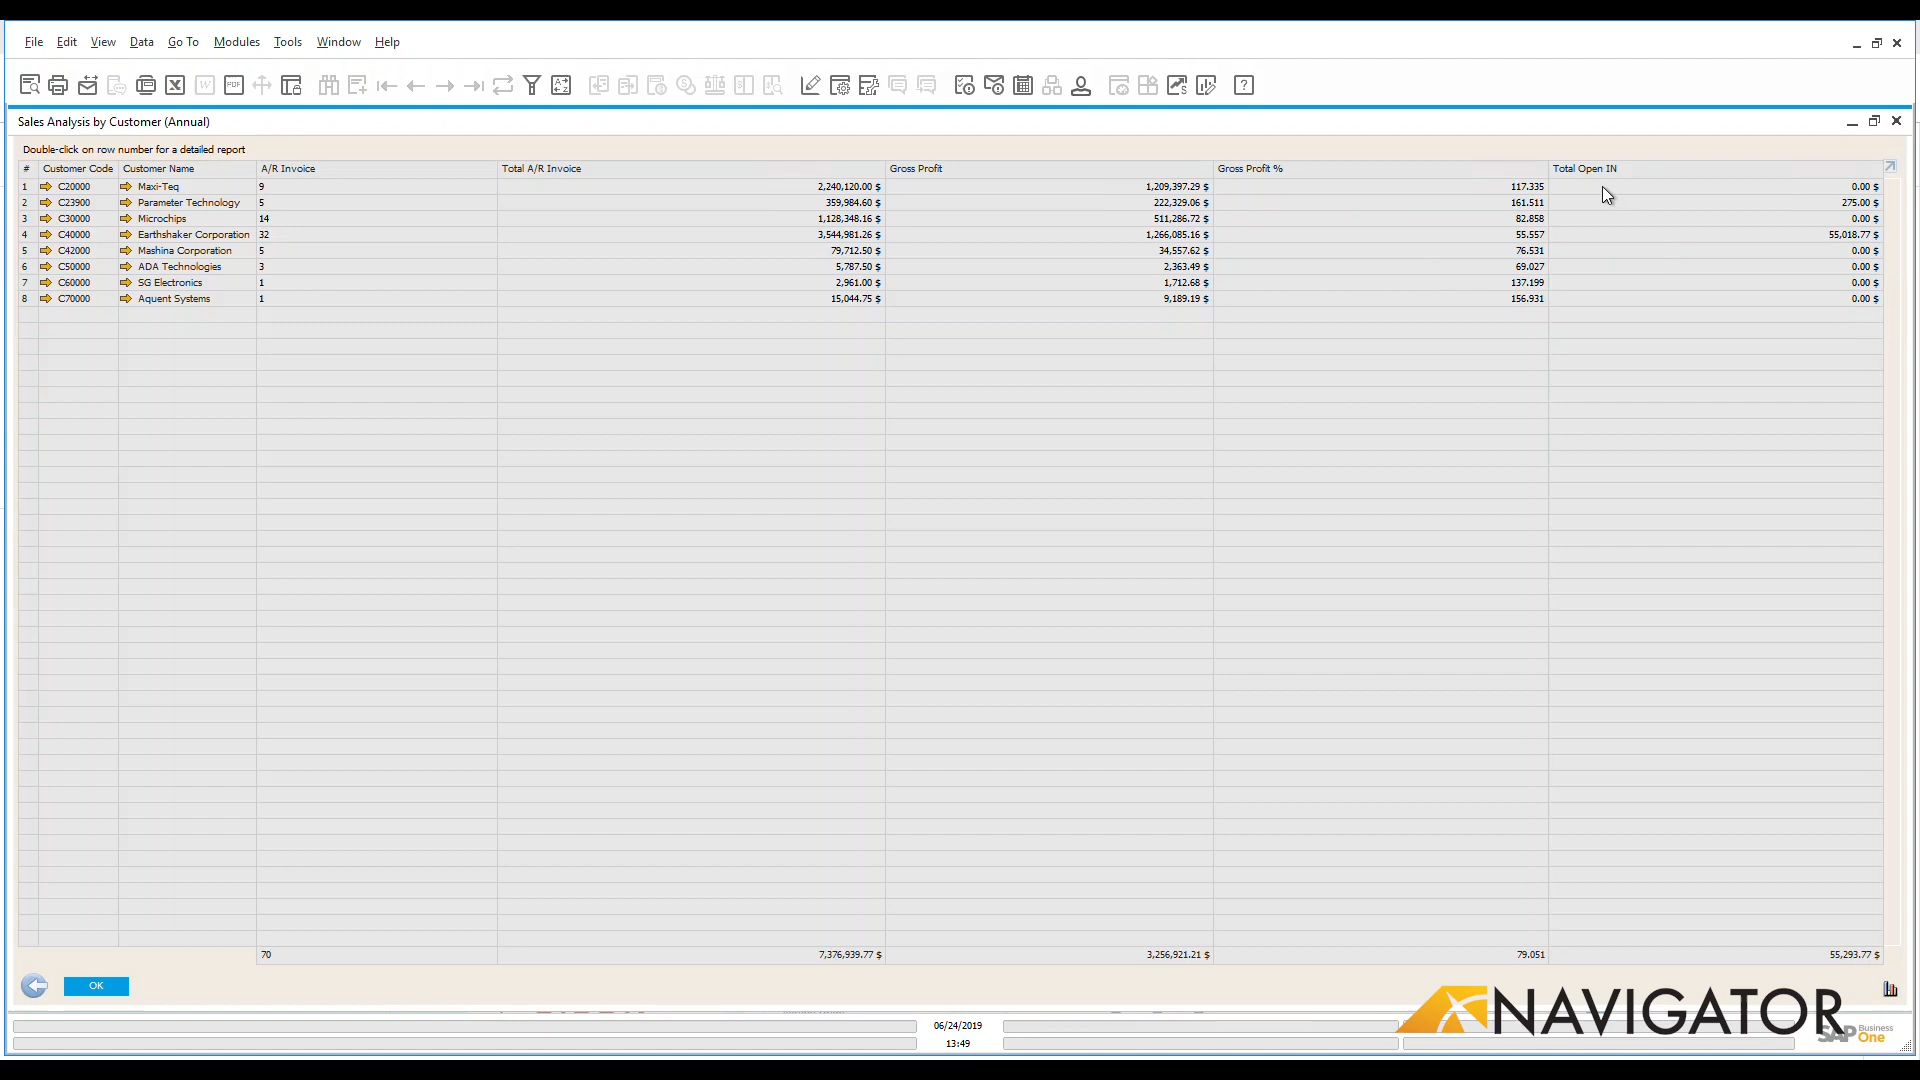 File Edit View Data Go To Modules Tools Window Help
Sales Analysis by Customer (Annual)
Double-click on row number for a detailed report
# Customer Code Customer Name A/R Invoice Total A/R Invoice Gross Profit Gross Profit % Total Open IN
1 C20000 Maxi-Teq 9 2,240,120.00 $ 1,209,397.29 $ 117.335 0.00 $
2 C23900 Parameter Technology 5 359,984.60 $ 222,329.06 $ 161.511 275.00 $
3 C30000 Microchips 14 1,128,348.16 $ 511,286.72 $ 82.858 0.00 $
4 C40000 Earthshaker Corporation 32 3,544,981.26 $ 1,266,085.16 $ 55.557 55,018.77 $
5 C42000 Mashina Corporation 5 79,712.50 $ 34,557.62 $ 76.531 0.00 $
6 C50000 ADA Technologies 3 5,787.50 $ 2,363.49 $ 69.027 0.00 $
7 C60000 SG Electronics 1 2,961.00 $ 1,712.68 $ 137.199 0.00 $
8 C70000 Aquent Systems 1 15,044.75 $ 9,189.19 $ 156.931 0.00 $
70 7,376,939.77 $ 3,256,921.21 $ 79.051 55,293.77 $
OK
06/24/2019
13:49
NAVIGATOR
SAP Business One